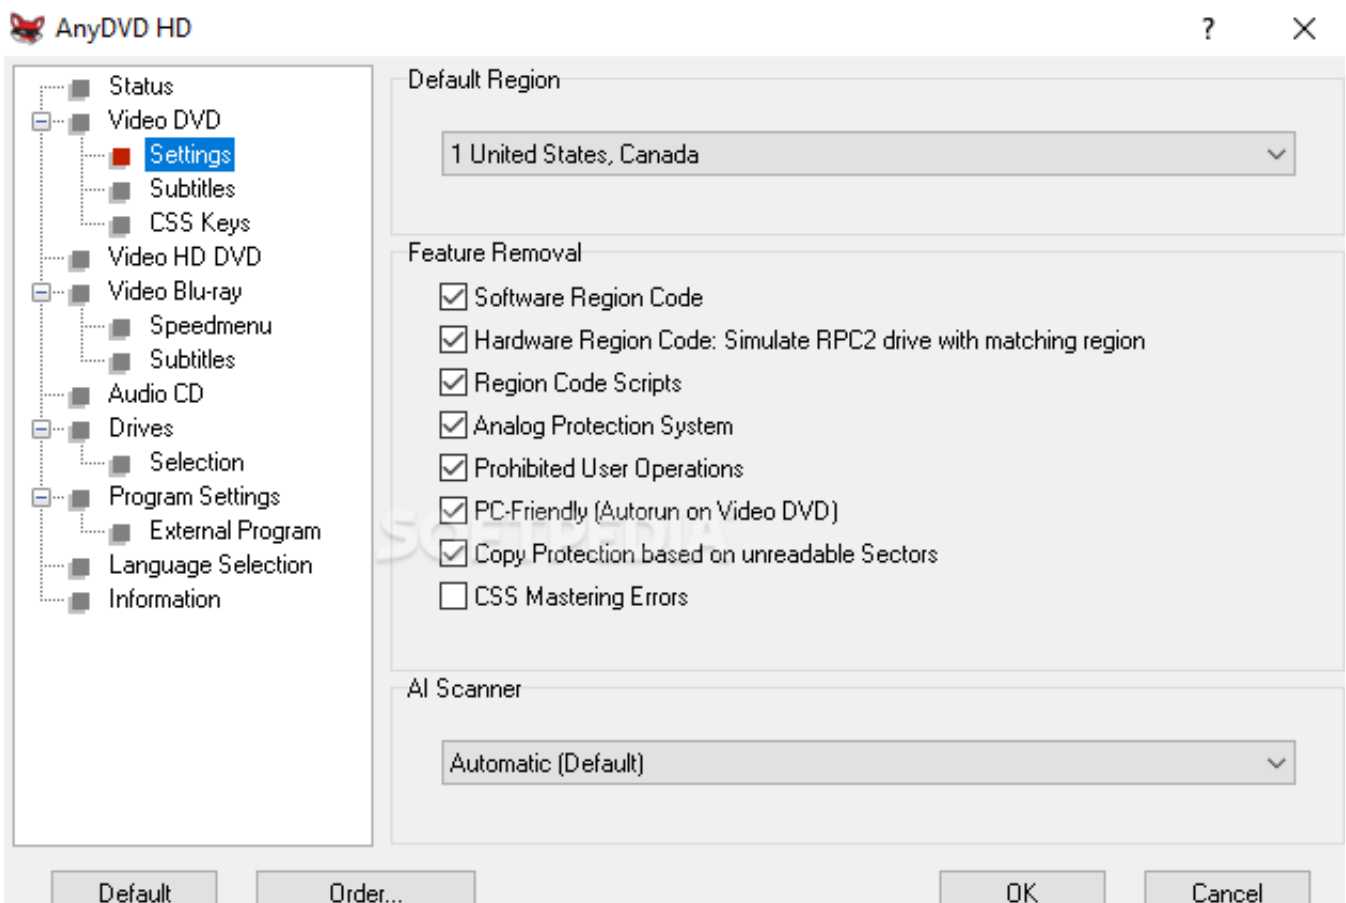 AnyDVD HD
?
Status
Video DVD
Settings
Subtitles
CSS Keys
Video HD DVD
Video Blu-ray
Speedmenu
Subtitles
Audio CD
Drives
Selection
Program Settings
External Program
Language Selection
Information
Default Region
1 United States, Canada
Feature Removal
Software Region Code
Hardware Region Code: Simulate RPC2 drive with matching region
Region Code Scripts
Analog Protection System
Prohibited User Operations
PC-Friendly (Autorun on Video DVD)
Copy Protection based on unreadable Sectors
CSS Mastering Errors
SOFTPEDIA
AI Scanner
Automatic (Default)
Default
Order...
OK
Cancel